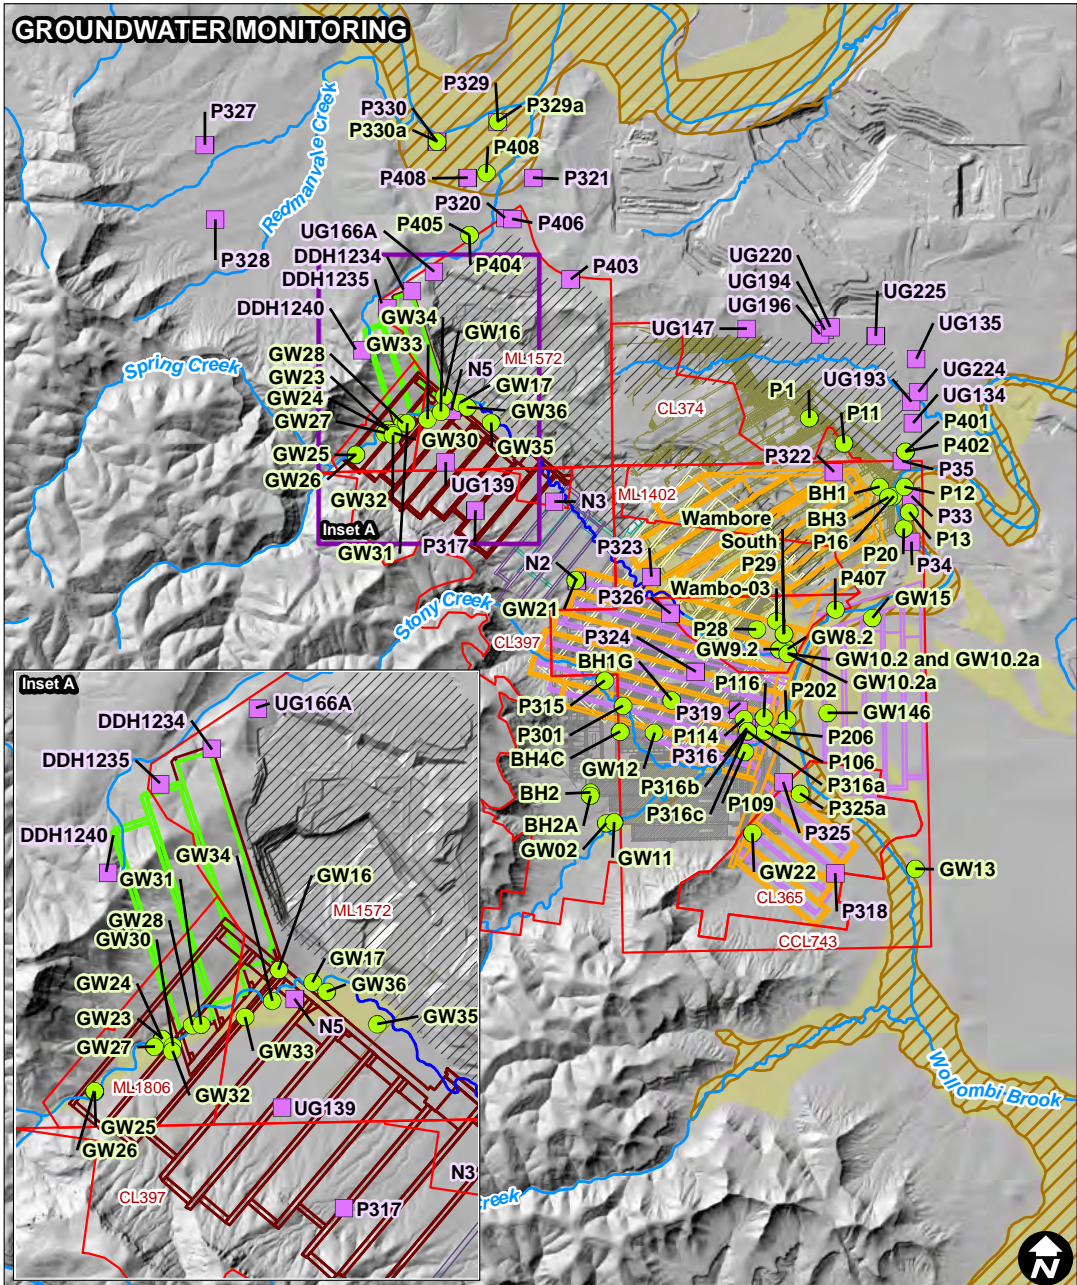 GROUNDWATER MONITORING
P329
P327
P330
P329a
P330a
P408
Redmanvale Creek
P408
P321
P320
P406
P405
UG166A
P328
P404
DDH1234
P403
UG220
DDH1235
UG194
UG225
DDH1240
UG196
GW34
GW16
UG147
UG135
GW33
ML1572
GW28
N5
Spring Creek
GW23
GW17
UG193
UG224
GW24
GW36
P1
UG134
CL374
GW27
GW30
P11
P401
GW35
P402
GW25
P322
P35
GW26
UG139
BH1
P12
GW32
ML1402
N3
Wambore
South
BH3
P33
Inset A
P16
P13
GW31
P317
P323
P20
P29
P34
N2
P407
P326
Wambo-03
GW15
GW21
Stony Creek
P28
GW8.2
CL397
P324
GW9.2
GW10.2 and GW10.2a
BH1G
GW10.2a
P116
P202
Inset A
UG166A
P315
P319
GW146
DDH1234
P301
P114
P206
BH4C
P316
P106
DDH1235
GW12
P316b
P316a
BH2
P316c
P109
P325a
DDH1240
BH2A
P325
GW34
GW02
GW31
GW11
GW22
GW13
GW16
CL365
P318
GW28
ML1572
GW30
CCL743
GW17
GW24
GW36
GW23
N5
GW35
GW27
GW33
ML1806
GW32
Wollombi Brook
UG139
GW25
GW26
N3
CL397
P317
Creek
N